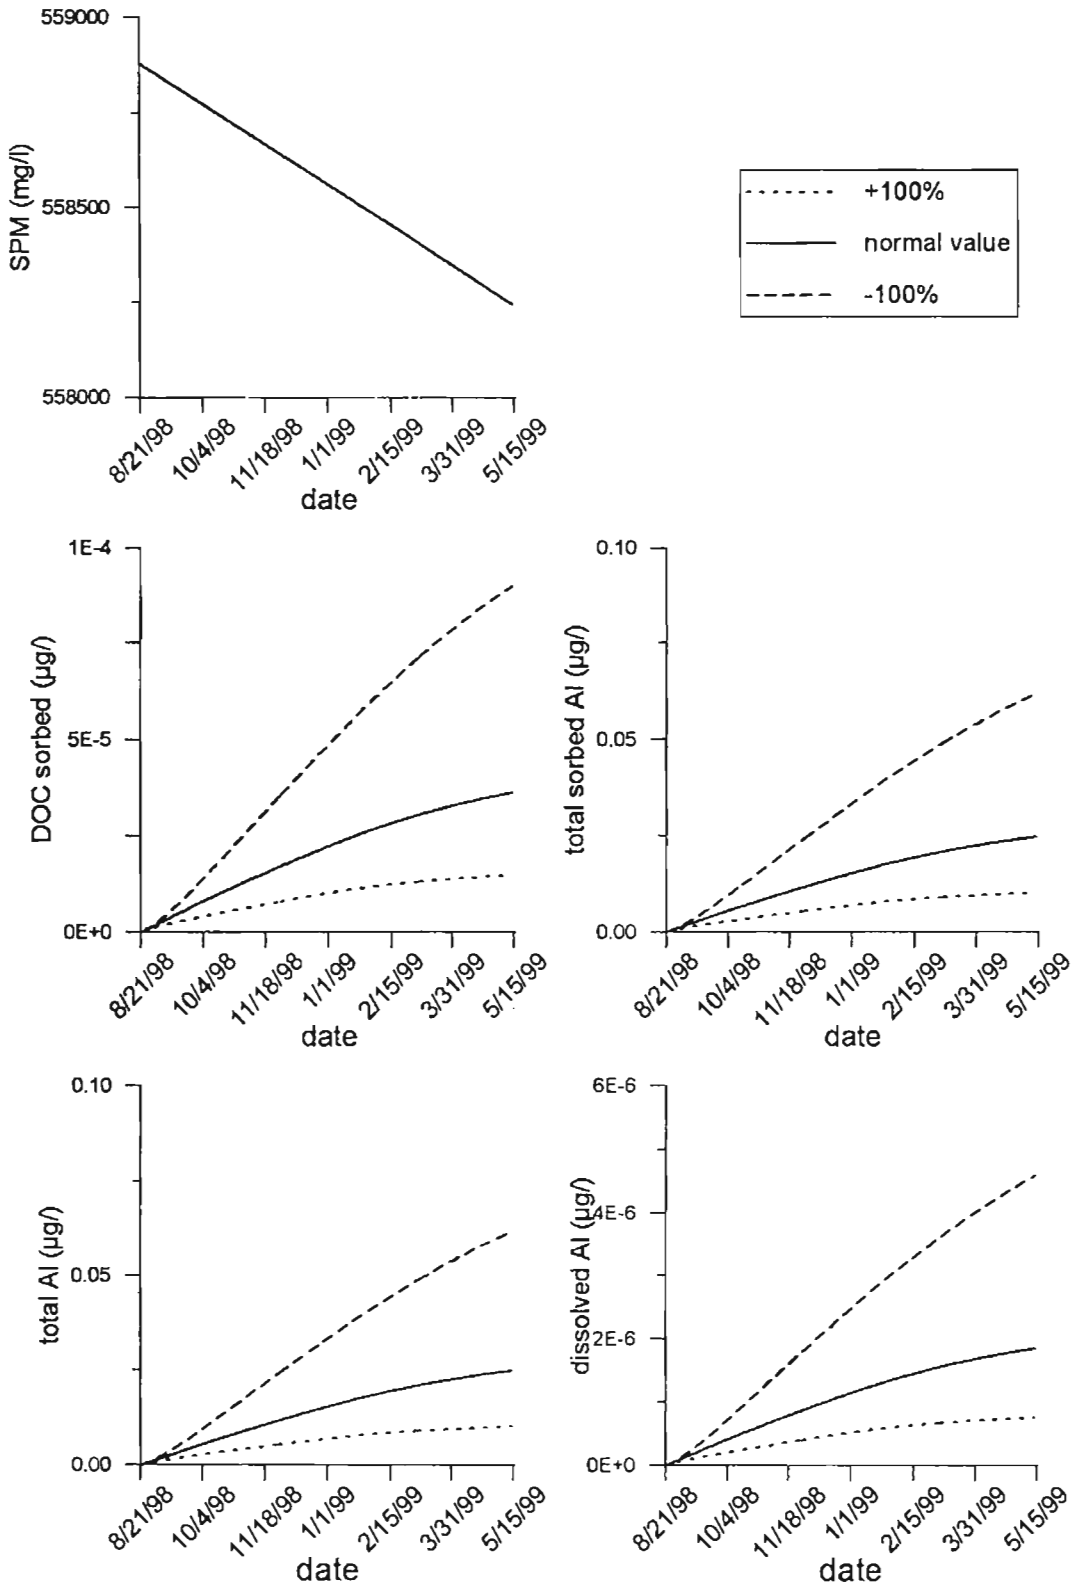 559000
558500
558000
SPM (mg/l)
8/21/98 10/4/98 11/18/98 1/1/99 2/15/99 3/31/99 5/15/99
date
+100%
normal value
-100%
1E-4
5E-5
0E+0
DOC sorbed (µg/)
8/21/98 10/4/98 11/18/98 1/1/99 2/15/99 3/31/99 5/15/99
date
0.10
0.05
0.00
total sorbed AI (µg/)
8/21/98 10/4/98 11/18/98 1/1/99 2/15/99 3/31/99 5/15/99
date
0.10
0.05
0.00
total AI (µg/)
8/21/98 10/4/98 11/18/98 1/1/99 2/15/99 3/31/99 5/15/99
date
6E-6
4E-6
2E-6
0E+0
dissolved AI (µg/)
8/21/98 10/4/98 11/18/98 1/1/99 2/15/99 3/31/99 5/15/99
date